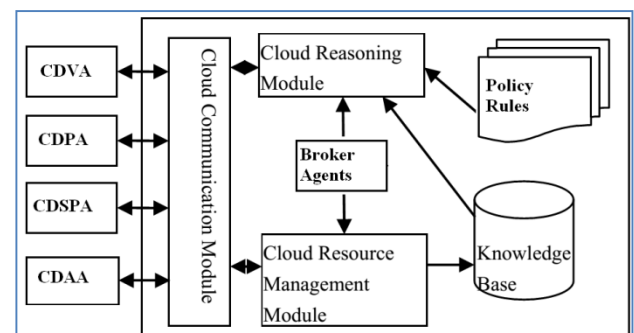 CDVA
CDPA
CDSPA
CDAA
Cloud Communication Module
Cloud Reasoning
Module
Policy
Rules
Broker
Agents
Cloud Resource
Management
Module
Knowledge
Base